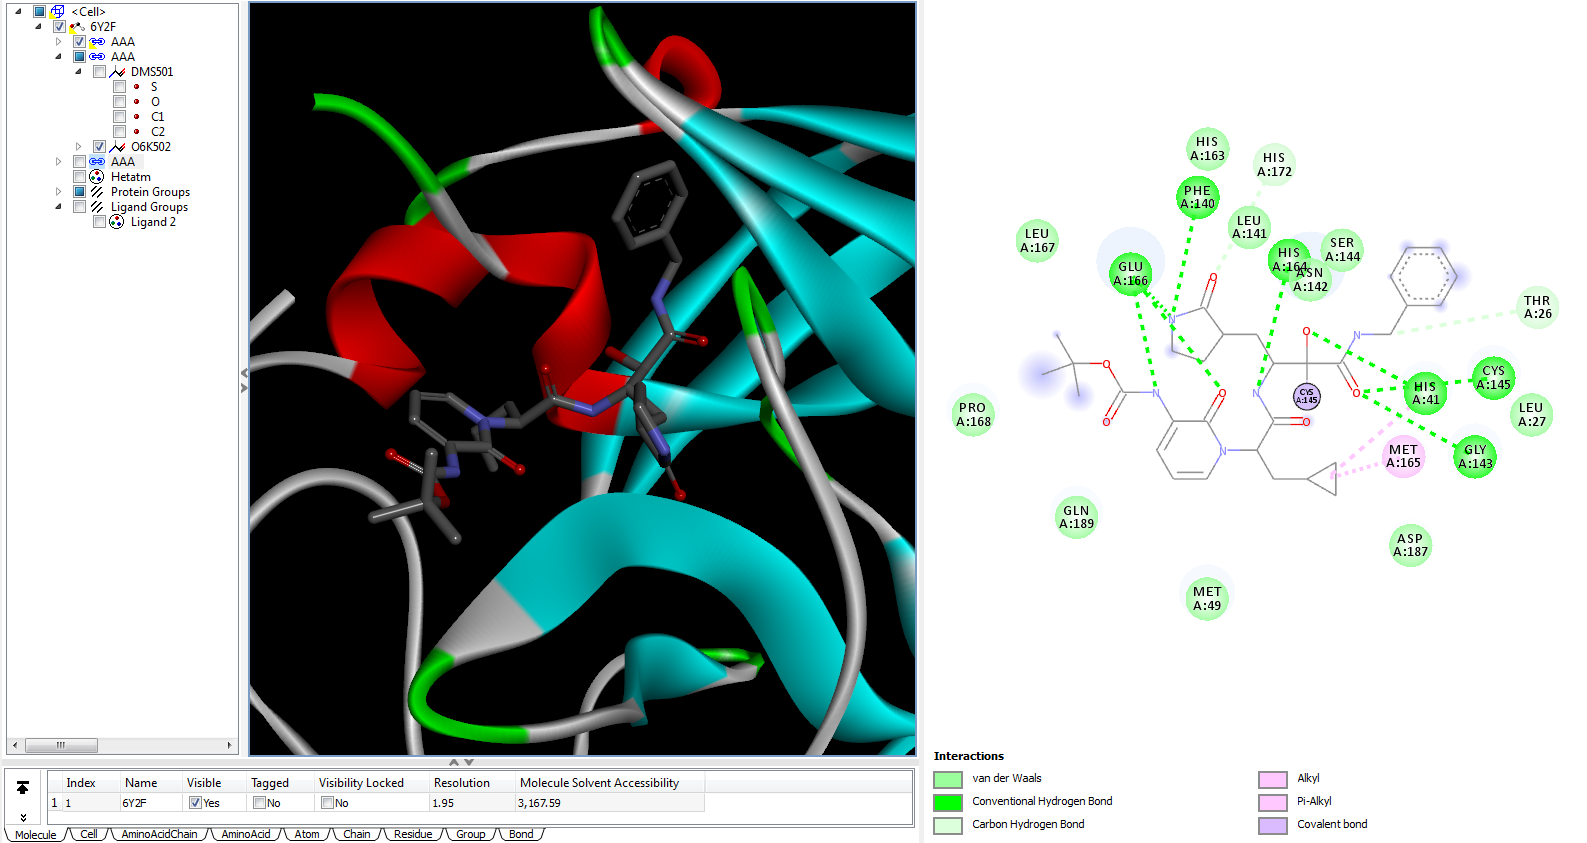 <Cell>
6Y2F
AAA
AAA
DMS501
S
O
C1
C2
O6K502
AAA
Hetatm
Protein Groups
Ligand Groups
Ligand 2
Index Name Visible Tagged Visibility Locked Resolution Molecule Solvent Accessibility
1 1 6Y2F Yes No No 1.95 3,167.59
Molecule Cell AminoAcidChain AminoAcid Atom Chain Residue Group Bond
HIS
A:163
HIS
A:172
PHE
A:140
LEU
A:141
LEU
A:167
SER
A:144
HIS
A:164
ASN
A:142
GLU
A:166
THR
A:26
O
N
O
N
O
CYS
A:145
HIS
A:41
CYS
A:145
O
O
N
O
N
O
LEU
A:27
PRO
A:168
O
N
MET
A:165
GLY
A:143
GLN
A:189
ASP
A:187
MET
A:49
Interactions
van der Waals
Conventional Hydrogen Bond
Carbon Hydrogen Bond
Alkyl
Pi-Alkyl
Covalent bond